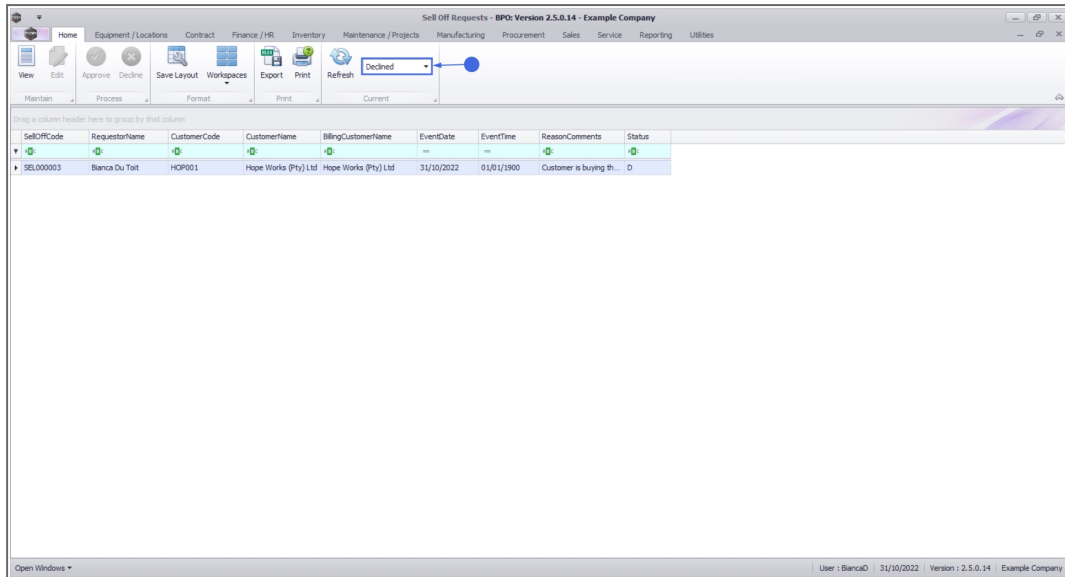 Sell Off Requests - BPO: Version 2.5.0.14 - Example Company
Home Equipment / Locations Contract Finance / HR Inventory Maintenance / Projects Manufacturing Procurement Sales Service Reporting Utilities
View Edit Approve Decline Save Layout Workspaces Export Print Refresh Declined
Maintain Process Format Print Current
Drag a column header here to group by that column
SellOffCode RequestorName CustomerCode CustomerName BillingCustomerName EventDate EventTime ReasonComments Status
SEL000003 Bianca Du Toit HOP001 Hope Works (Pty) Ltd Hope Works (Pty) Ltd 31/10/2022 01/01/1900 Customer is buying th... D
Open Windows User : BiancaD 31/10/2022 Version : 2.5.0.14 Example Company